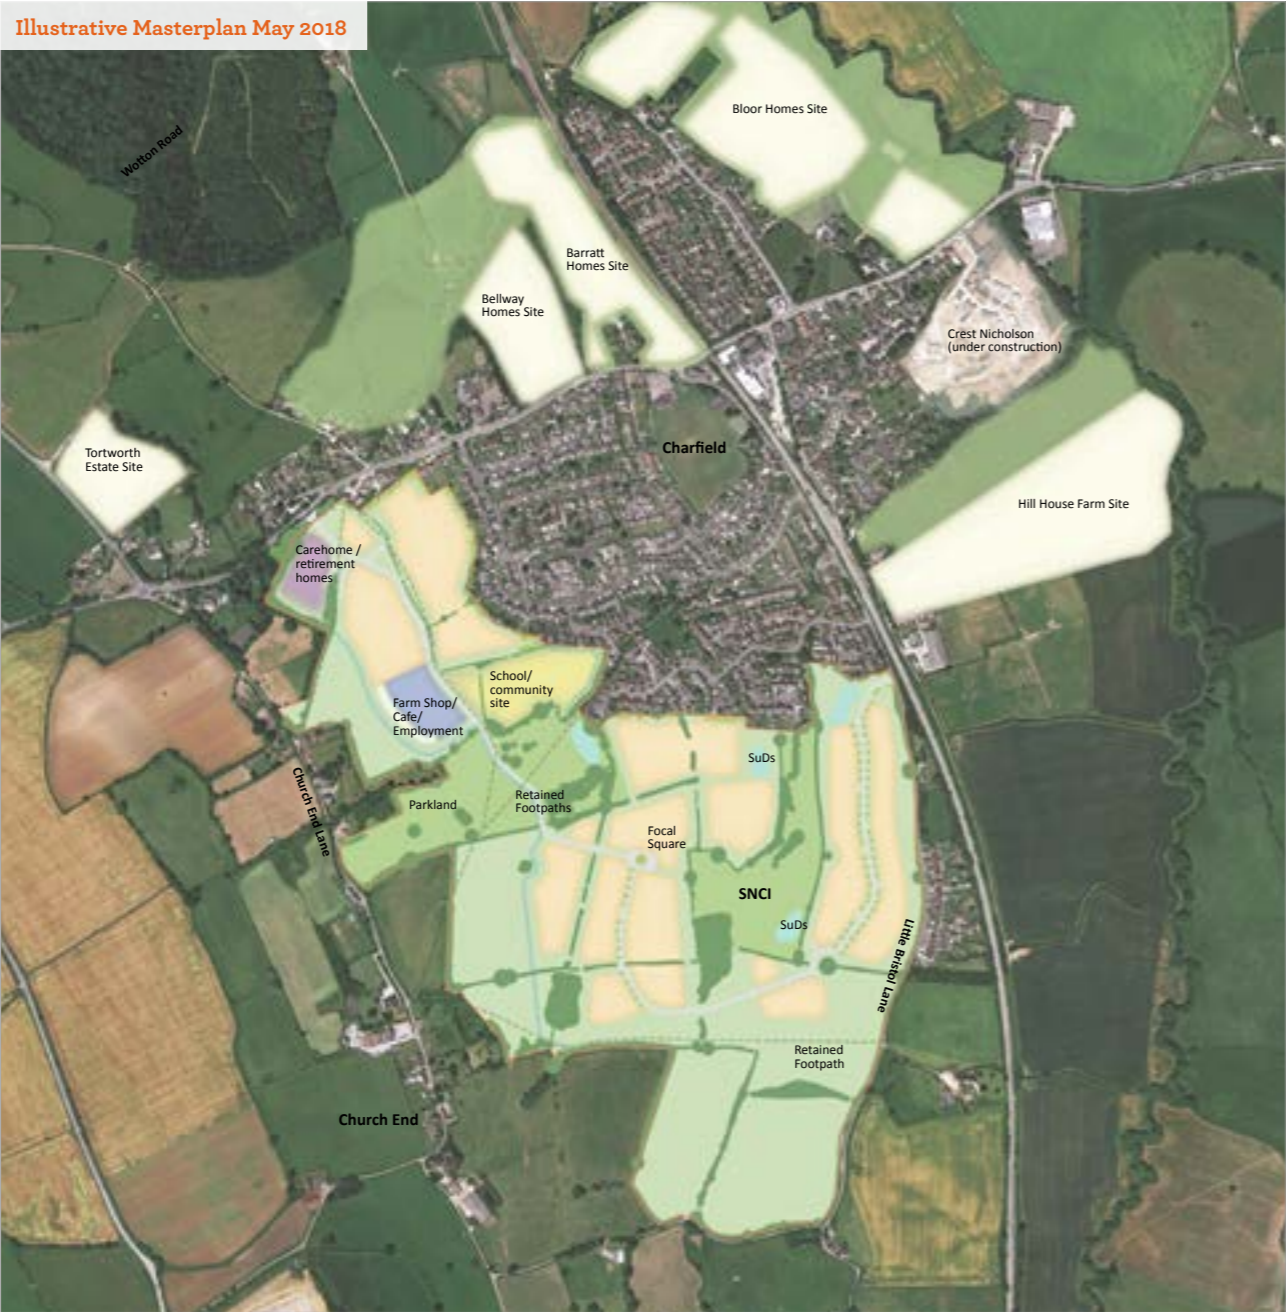 Illustrative Masterplan May 2018
Bloor Homes Site
Wotton Road
Barratt
Homes Site
Bellway
Homes Site
Crest Nicholson
(under construction)
Charfield
Tortworth
Estate Site
Hill House Farm Site
Carehome /
retirement
homes
School/
community
site
Farm Shop/
Cafe/
Employment
SuDs
Church End Lane
Parkland
Retained
Footpaths
Focal
Square
SNCI
SuDs
Little Bristol Lane
Retained
Footpath
Church End